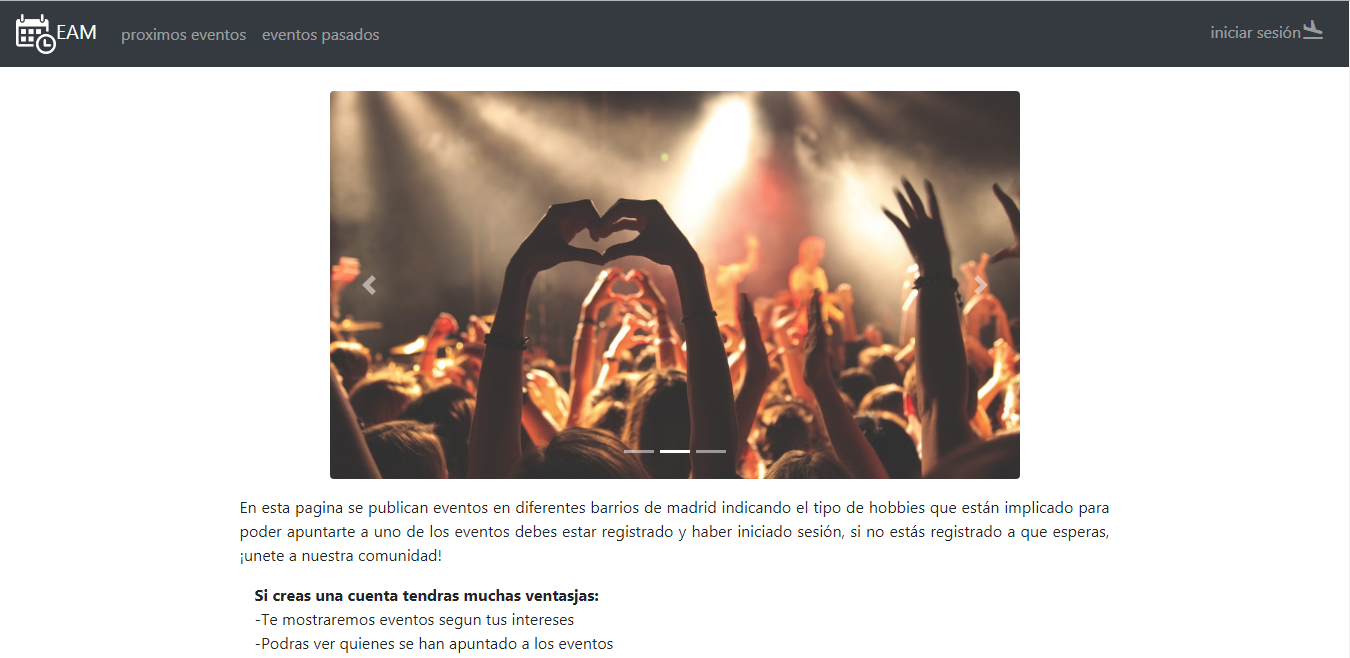 EAM proximos eventos eventos pasados iniciar sesión
En esta pagina se publican eventos en diferentes barrios de madrid indicando el tipo de hobbies que están implicado para
poder apuntarte a uno de los eventos debes estar registrado y haber iniciado sesión, si no estás registrado a que esperas,
¡unete a nuestra comunidad!
Si creas una cuenta tendras muchas ventasjas:
-Te mostraremos eventos segun tus intereses
-Podras ver quienes se han apuntado a los eventos